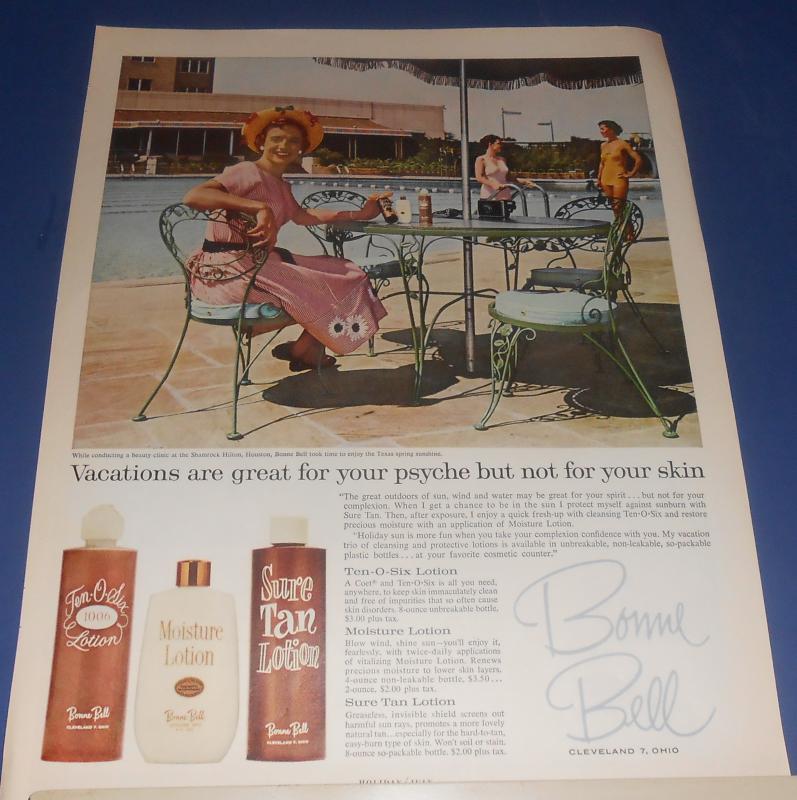 While conducting a beauty clinic at the Shamrock Hilton, Houston, Bonne Bell took time to enjoy the Texas spring sunshine.
Vacations are great for your psyche but not for your skin
"The great outdoors of sun, wind and water may be great for your spirit . . . but not for your
complexion. When I get a chance to be in the sun I protect myself against sunburn with
Sure Tan. Then, after exposure, I enjoy a quick fresh-up with cleansing Ten·O·Six and restore
precious moisture with an application of Moisture Lotion.
"Holiday sun is more fun when you take your complexion confidence with you. My vacation
trio of cleansing and protective lotions is available in unbreakable, non-leakable, so-packable
plastic bottles . . . at your favorite cosmetic counter."
Ten-O-Six Lotion
A Coet® and Ten·O·Six is all you need,
anywhere, to keep skin immaculately clean
and free of impurities that so often cause
skin disorders. 8-ounce unbreakable bottle.
$3.00 plus tax.
Moisture Lotion
Blow wind, shine sun—you'll enjoy it,
fearlessly, with twice-daily applications
of vitalizing Moisture Lotion. Renews
precious moisture to lower skin layers.
4-ounce non-leakable bottle, $3.50 . . .
2-ounce, $2.00 plus tax.
Sure Tan Lotion
Greaseless, invisible shield screens out
harmful sun rays, promotes a more lovely
natural tan...especially for the hard-to-tan,
easy-burn type of skin. Won't soil or stain.
8-ounce so-packable bottle. $2.00 plus tax.
Ten·O·Six
1006
Lotion
Bonne Bell
CLEVELAND 7, OHIO
Moisture
Lotion
Bonne Bell
Sure
Tan
Lotion
Bonne Bell
CLEVELAND 7, OHIO
Bonne
Bell
CLEVELAND 7, OHIO